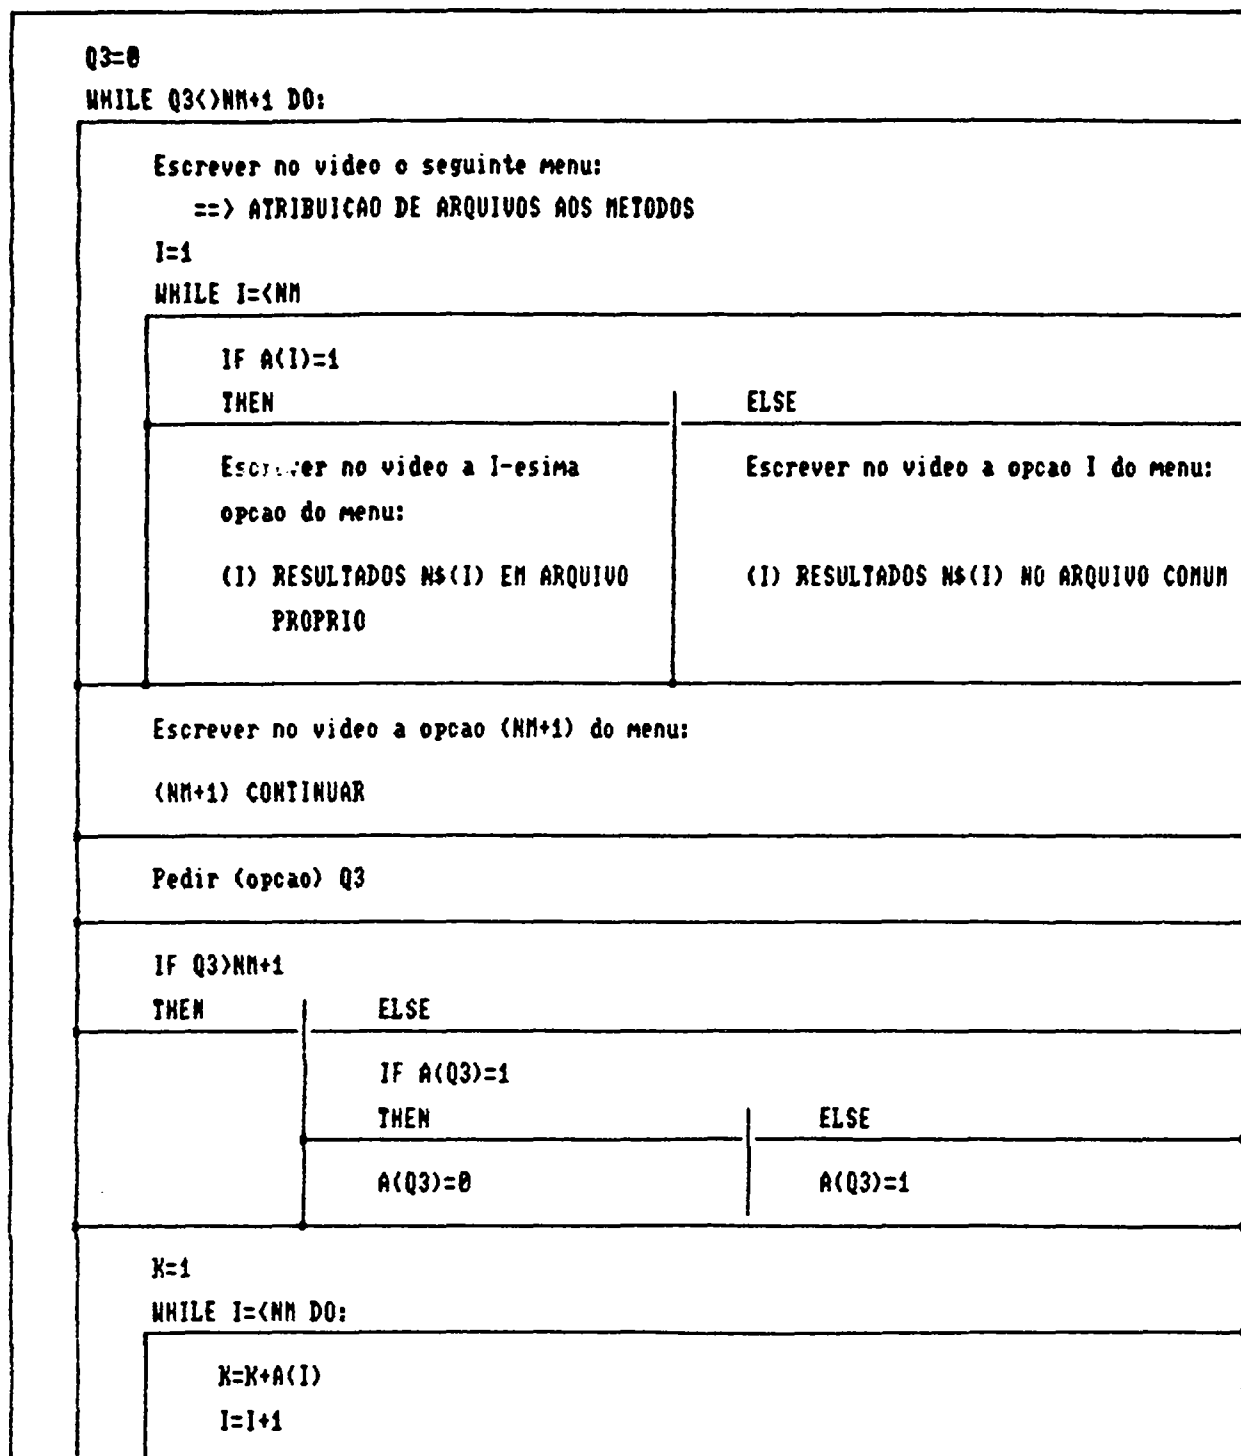 Q3=0
WHILE Q3<>NM+1 DO:
Escrever no video o seguinte menu:
==> ATRIBUICAO DE ARQUIVOS AOS METODOS
I=1
WHILE I=<NM
IF A(I)=1
THEN
ELSE
Escrever no video a I-esima
opcao do menu:
(I) RESULTADOS N$(I) EM ARQUIVO
PROPRIO
Escrever no video a opcao I do menu:
(I) RESULTADOS N$(I) NO ARQUIVO COMUM
Escrever no video a opcao (NM+1) do menu:
(NM+1) CONTINUAR
Pedir (opcao) Q3
IF Q3>NM+1
THEN
ELSE
IF A(Q3)=1
THEN
ELSE
A(Q3)=0
A(Q3)=1
K=1
WHILE I=<NM DO:
K=K+A(I)
I=I+1